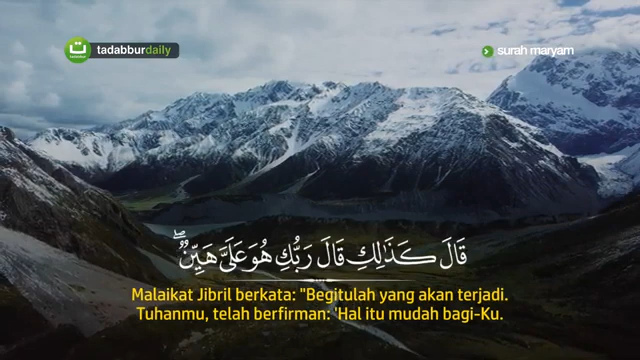 tadabburdaily
surah maryam
قَالَ كَذَٰلِكِ قَالَ رَبُّكِ هُوَ عَلَيَّ هَيِّنٌ ۖ
Malaikat Jibril berkata: "Begitulah yang akan terjadi.
Tuhanmu, telah berfirman: 'Hal itu mudah bagi-Ku.